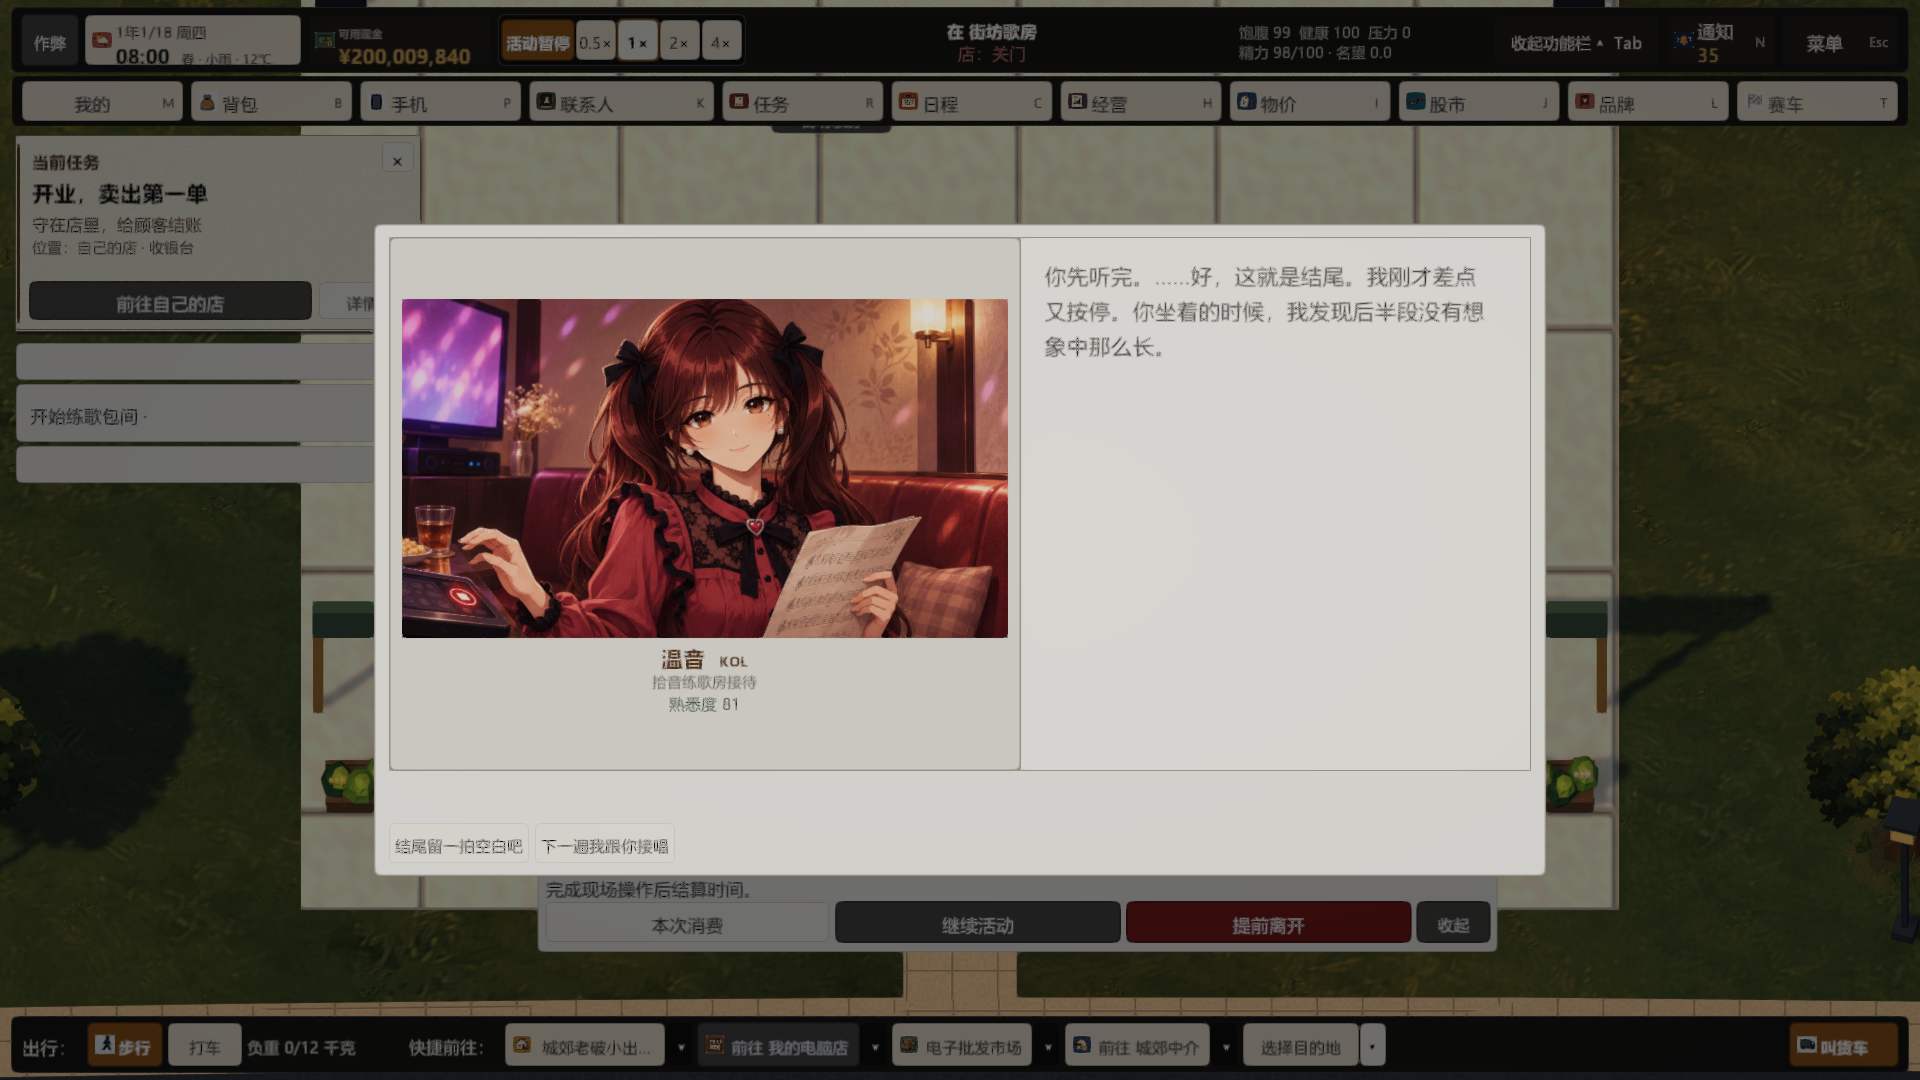 作弊
1年1/18 周四
08:00 春·小雨·12℃
可用现金
¥200,009,840
活动暂停 0.5× 1× 2× 4×
在 街坊歌房
店：关门
饱腹 99 健康 100 压力 0
精力 98/100 · 名望 0.0
收起功能栏 Tab
通知 N
35
菜单 Esc
我的 M
背包 B
手机 P
联系人 K
任务 R
日程 C
经营 H
物价 I
股市 J
品牌 L
赛车 T
当前任务
×
开业，卖出第一单
守在店里，给顾客结账
位置：自己的店 · 收银台
前往自己的店
详情
开始练歌包间 ·
你先听完。……好，这就是结尾。我刚才差点
又按停。你坐着的时候，我发现后半段没有想
象中那么长。
温音 KOL
拾音练歌房接待
熟悉度 81
结尾留一拍空白吧
下一遍我跟你接唱
完成现场操作后结算时间。
本次消费
继续活动
提前离开
收起
出行：
步行
打车
负重 0/12 千克
快捷前往：
城郊老破小出...
前往 我的电脑店
电子批发市场
前往 城郊中介
选择目的地
叫货车